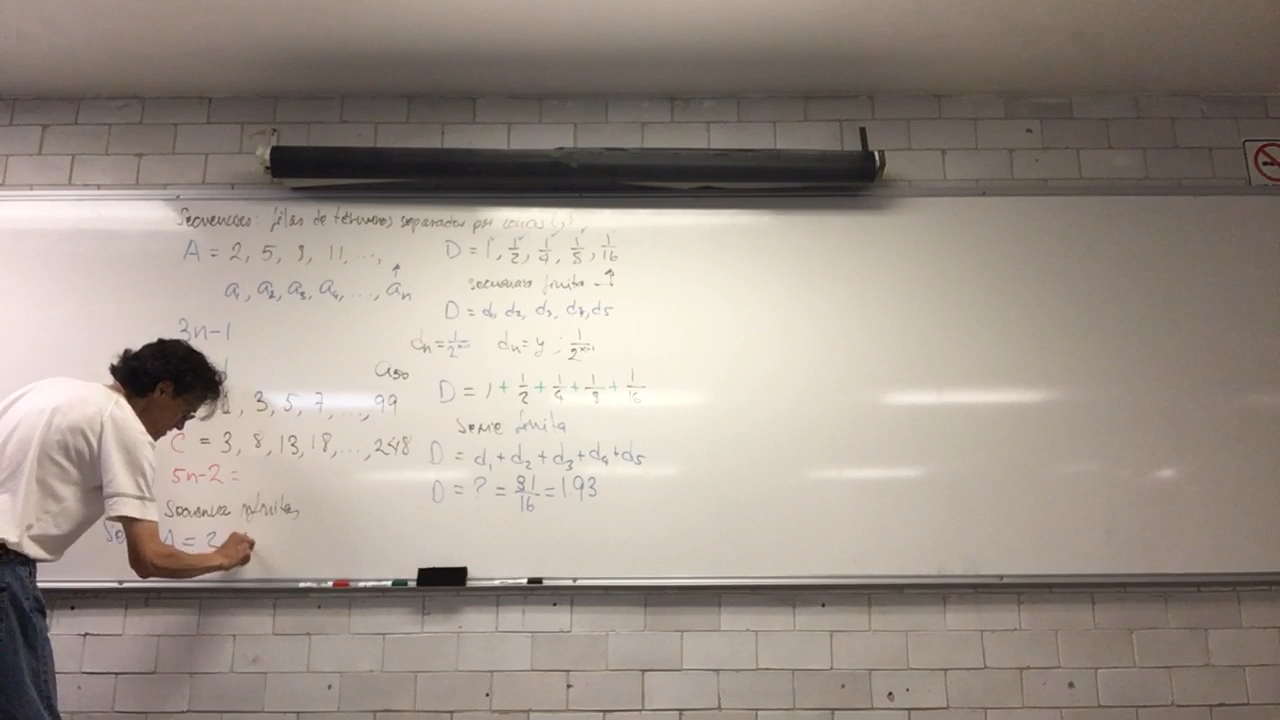 Secuencias: filas de términos separados por comas (,)
A = 2, 5, 8, 11, ...,
a₁, a₂, a₃, a₄, ..., aₙ
3n-1
a₅₀
1, 3, 5, 7, ..., 99
C = 3, 8, 13, 18, ..., 248
5n-2 =
Secuencia infinita,
Se
A = 2
D = 1, 1/2, 1/4, 1/8, 1/16
secuencia finita
D = d₁, d₂, d₃, d₄, d₅
dₙ = 1/2ⁿ⁻¹ dₙ = y ; 1/2ˣ⁻¹
D = 1 + 1/2 + 1/4 + 1/8 + 1/16
Serie finita
D = d₁ + d₂ + d₃ + d₄ + d₅
D = ? = 31/16 = 1.93